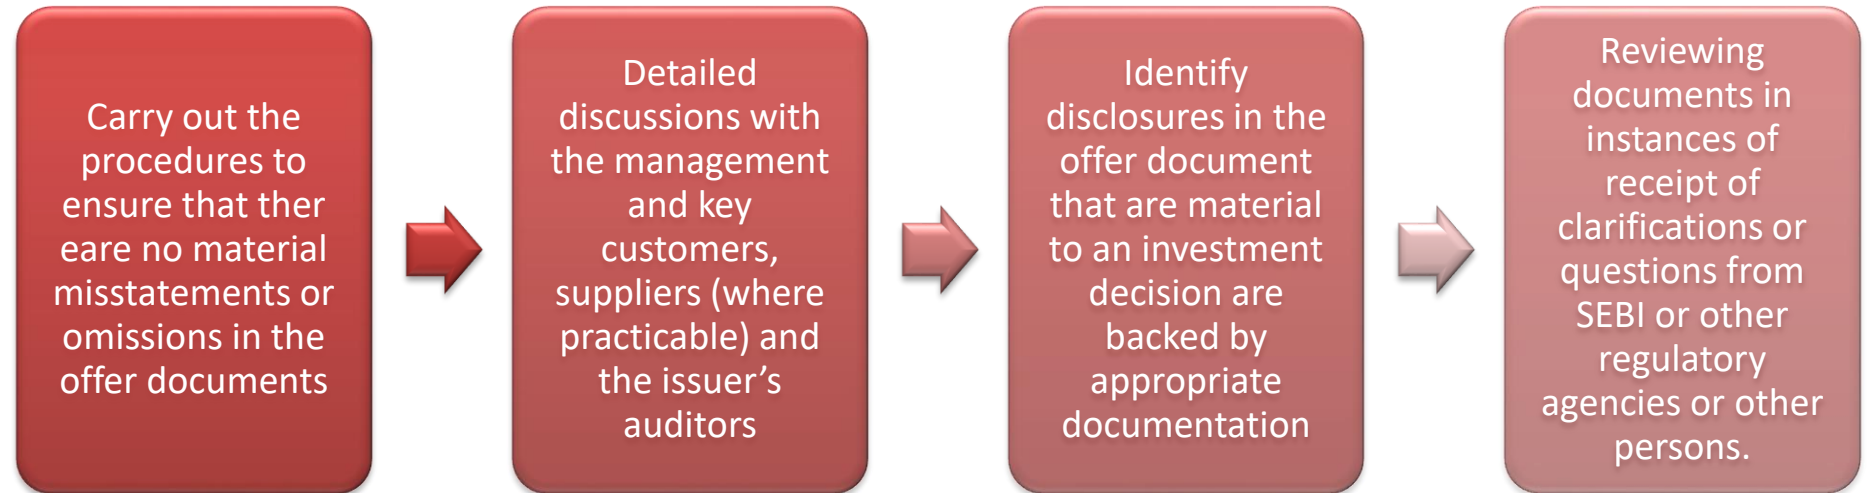 Carry out the
procedures to
ensure that ther
eare no material
misstatements or
omissions in the
offer documents
Detailed
discussions with
the management
and key
customers,
suppliers (where
practicable) and
the issuer’s
auditors
Identify
disclosures in the
offer document
that are material
to an investment
decision are
backed by
appropriate
documentation
Reviewing
documents in
instances of
receipt of
clarifications or
questions from
SEBI or other
regulatory
agencies or other
persons.